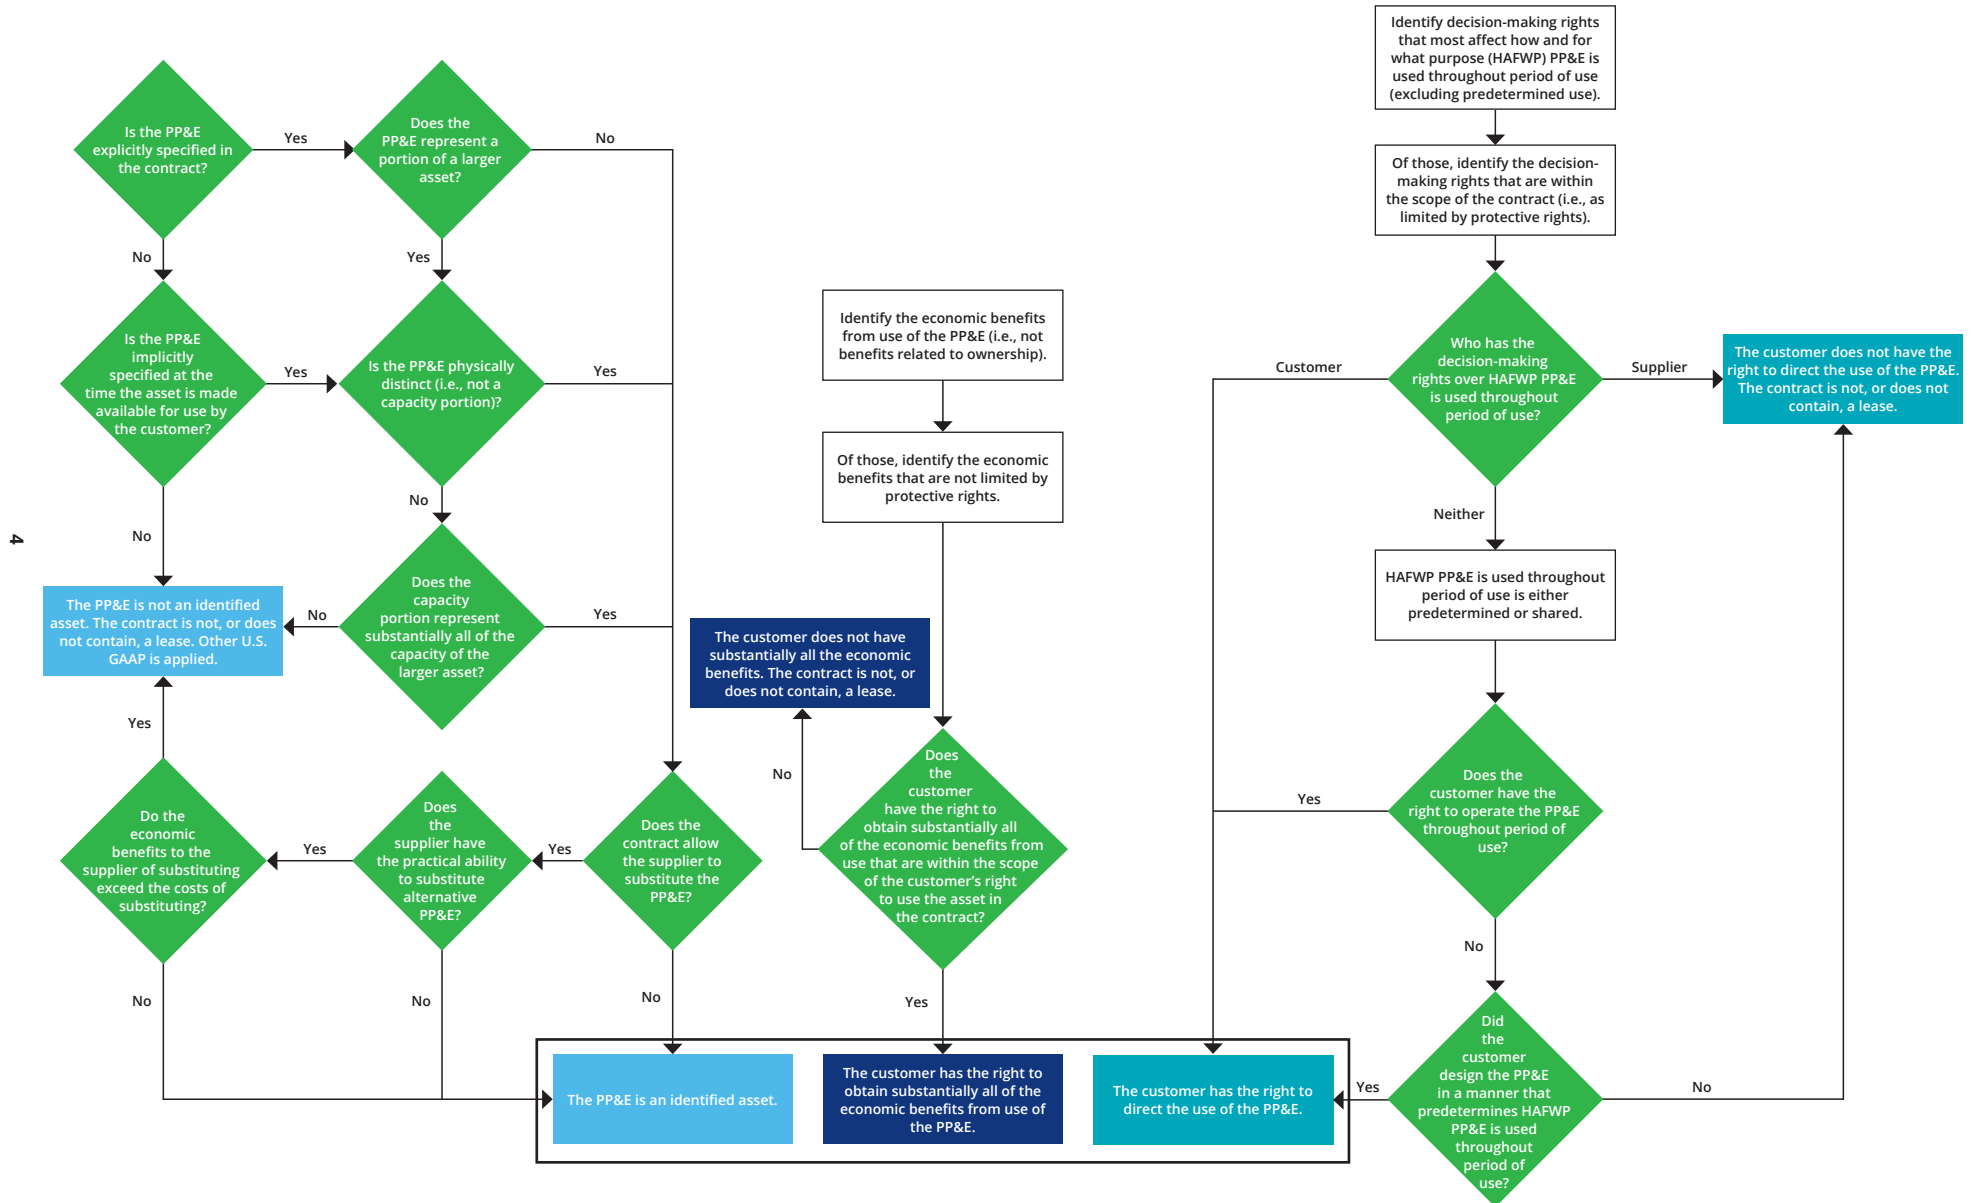 Is the PP&E
explicitly specified in
the contract?
Yes
Does the
PP&E represent a
portion of a larger
asset?
No
No
Yes
Is the PP&E
implicitly
specified at the
time the asset is made
available for use by
the customer?
Yes
Is the PP&E physically
distinct (i.e., not a
capacity portion)?
Yes
No
No
Does the
capacity
portion represent
substantially all of the
capacity of the
larger asset?
Yes
No
The PP&E is not an identified
asset. The contract is not, or does
not contain, a lease. Other U.S.
GAAP is applied.
Yes
Do the
economic
benefits to the
supplier of substituting
exceed the costs of
substituting?
Yes
Does
the
supplier have
the practical ability
to substitute
alternative
PP&E?
Yes
Does the
contract allow
the supplier to
substitute the
PP&E?
No
No
No
The PP&E is an identified asset.
Identify the economic benefits
from use of the PP&E (i.e., not
benefits related to ownership).
Of those, identify the economic
benefits that are not limited by
protective rights.
The customer does not have
substantially all the economic
benefits. The contract is not, or
does not contain, a lease.
No
Does
the
customer
have the right to
obtain substantially all
of the economic benefits from
use that are within the scope
of the customer’s right
to use the asset in
the contract?
Yes
The customer has the right to
obtain substantially all of the
economic benefits from use of
the PP&E.
Identify decision-making rights
that most affect how and for
what purpose (HAFWP) PP&E is
used throughout period of use
(excluding predetermined use).
Of those, identify the decision-
making rights that are within
the scope of the contract (i.e., as
limited by protective rights).
Who has the
decision-making
rights over HAFWP PP&E
is used throughout
period of use?
Customer
Supplier
The customer does not have the
right to direct the use of the PP&E.
The contract is not, or does not
contain, a lease.
Neither
HAFWP PP&E is used throughout
period of use is either
predetermined or shared.
Does the
customer have the
right to operate the PP&E
throughout period of
use?
Yes
No
Did
the
customer
design the PP&E
in a manner that
predetermines HAFWP
PP&E is used
throughout
period of
use?
Yes
No
The customer has the right to
direct the use of the PP&E.
4